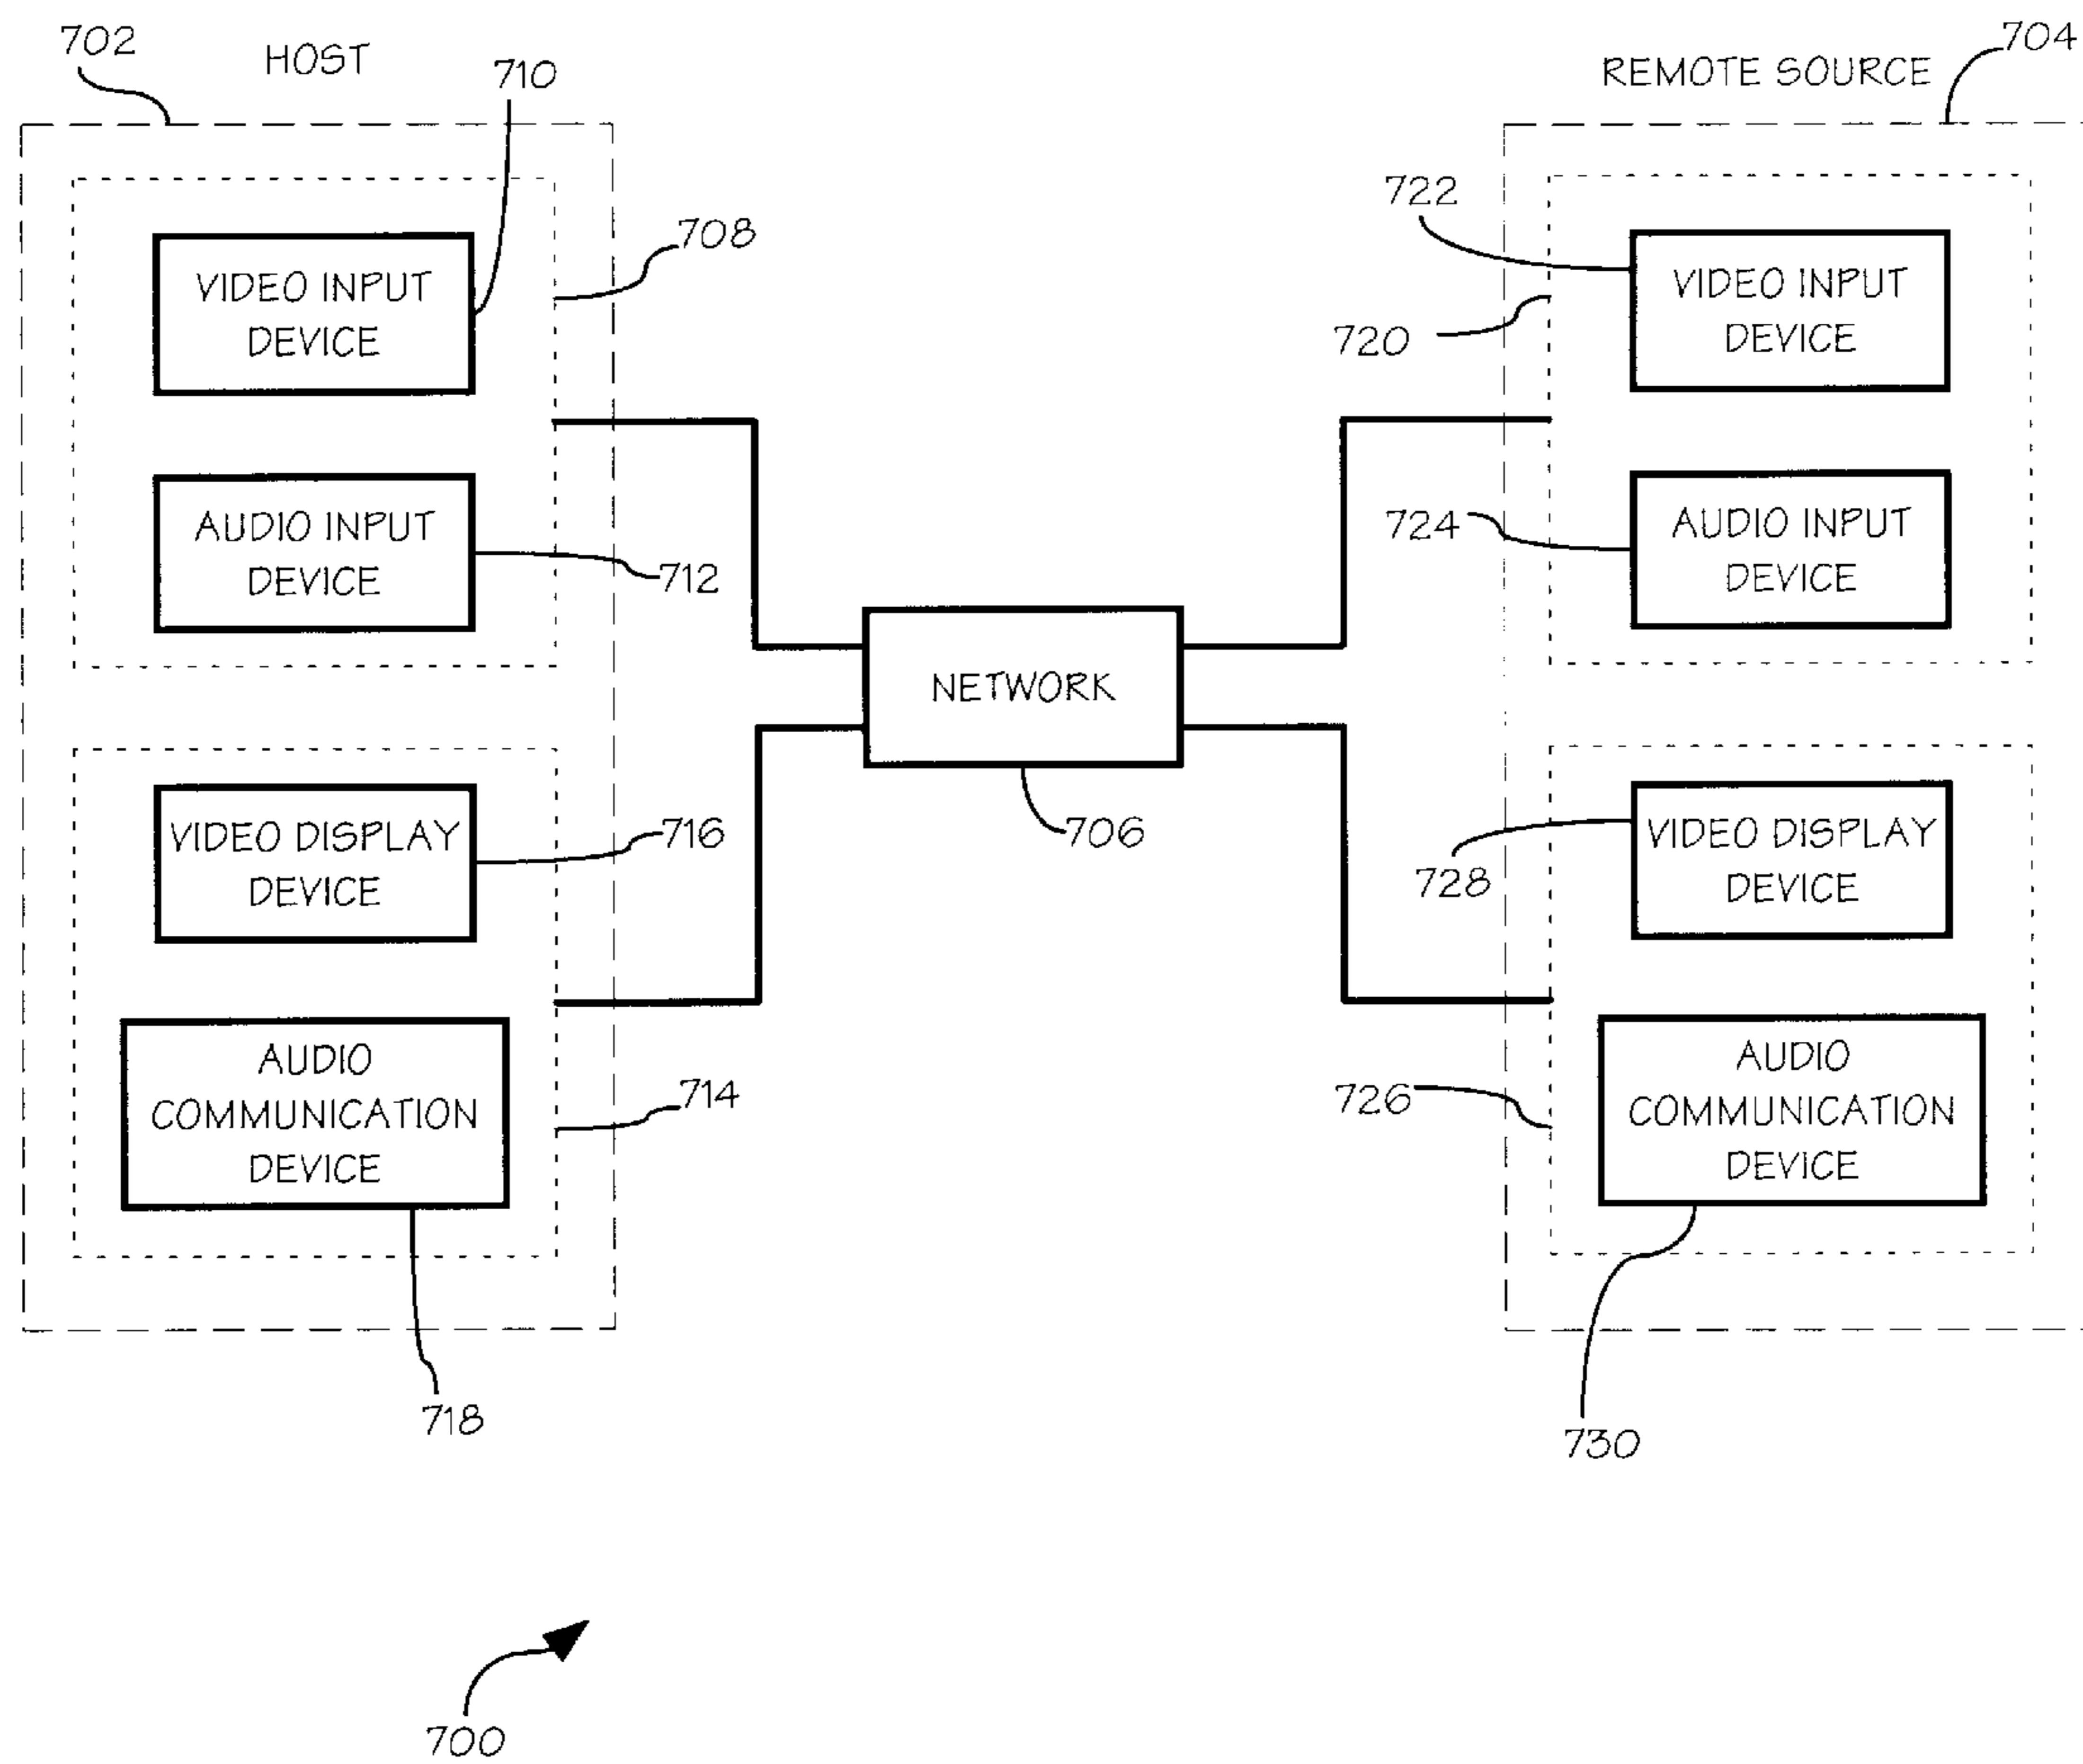 702
HOST
710
REMOTE SOURCE
704
708
VIDEO INPUT
DEVICE
722
720
VIDEO INPUT
DEVICE
AUDIO INPUT
DEVICE
712
724
AUDIO INPUT
DEVICE
NETWORK
706
VIDEO DISPLAY
DEVICE
716
728
VIDEO DISPLAY
DEVICE
AUDIO
COMMUNICATION
DEVICE
714
726
AUDIO
COMMUNICATION
DEVICE
718
730
700